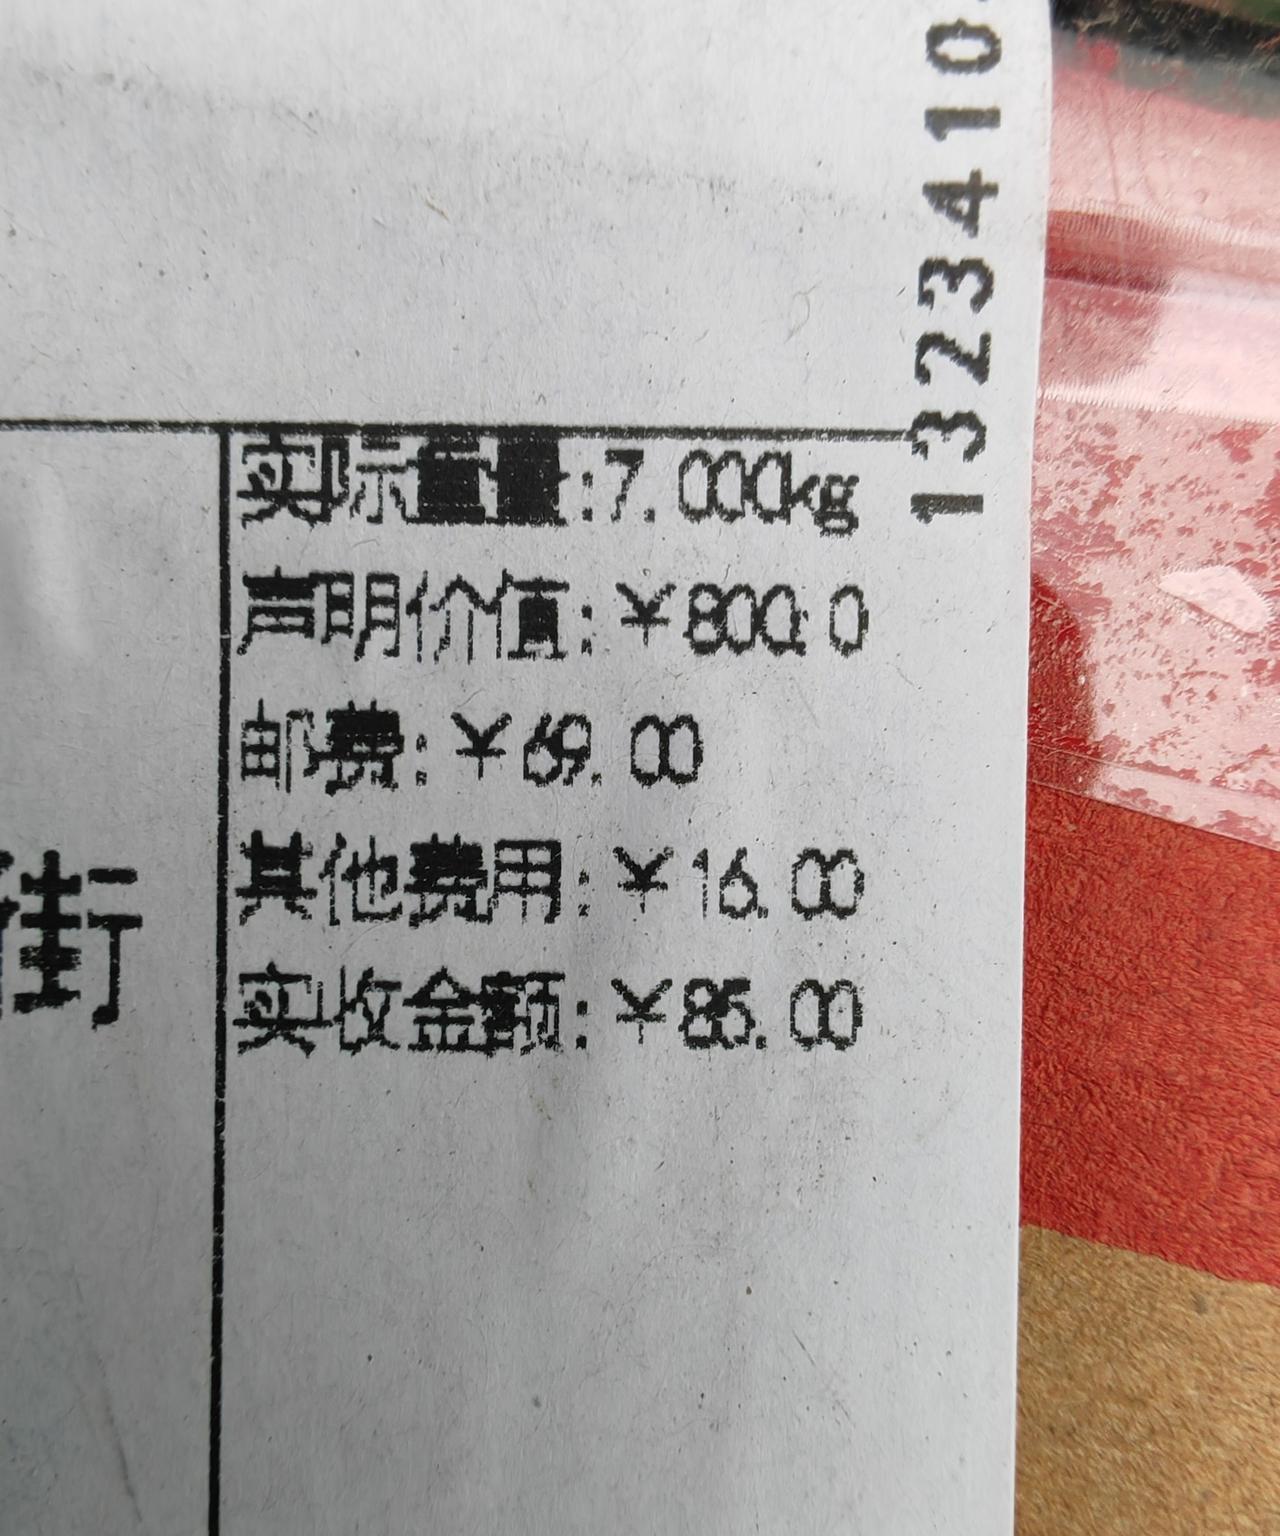 1323410
实际重量:7.000kg
声明价值:￥800.0
邮费:￥69.00
街
其他费用:￥16.00
实收金额:￥85.00